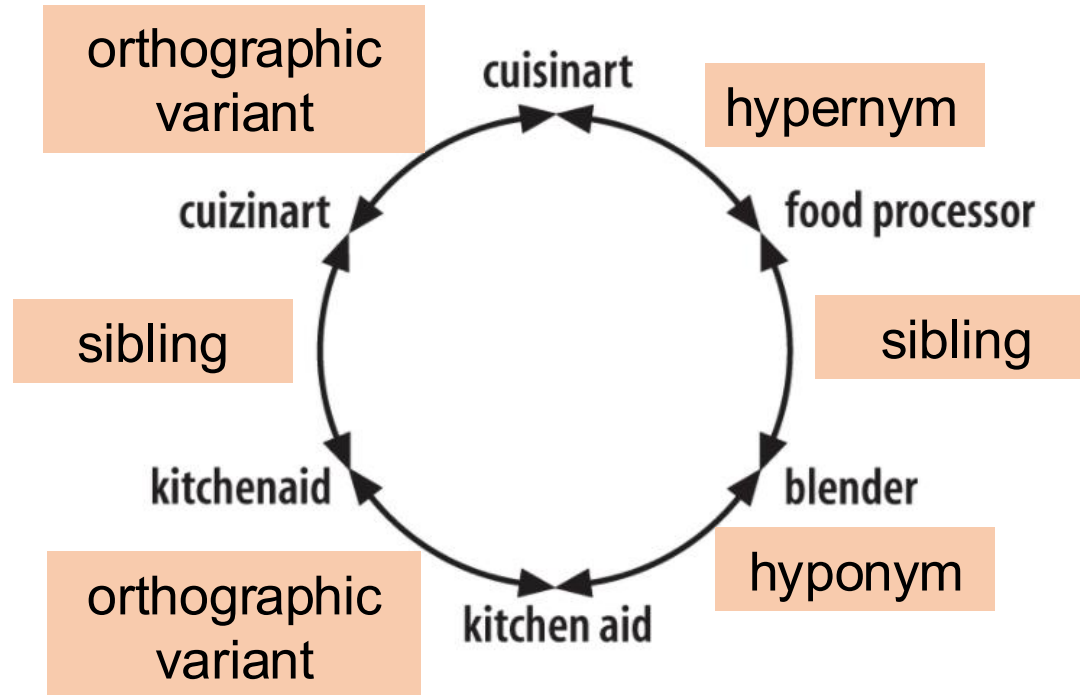 orthographic
variant
cuisinart
hypernym
cuizinart
food processor
sibling
sibling
kitchenaid
blender
orthographic
variant
kitchen aid
hyponym